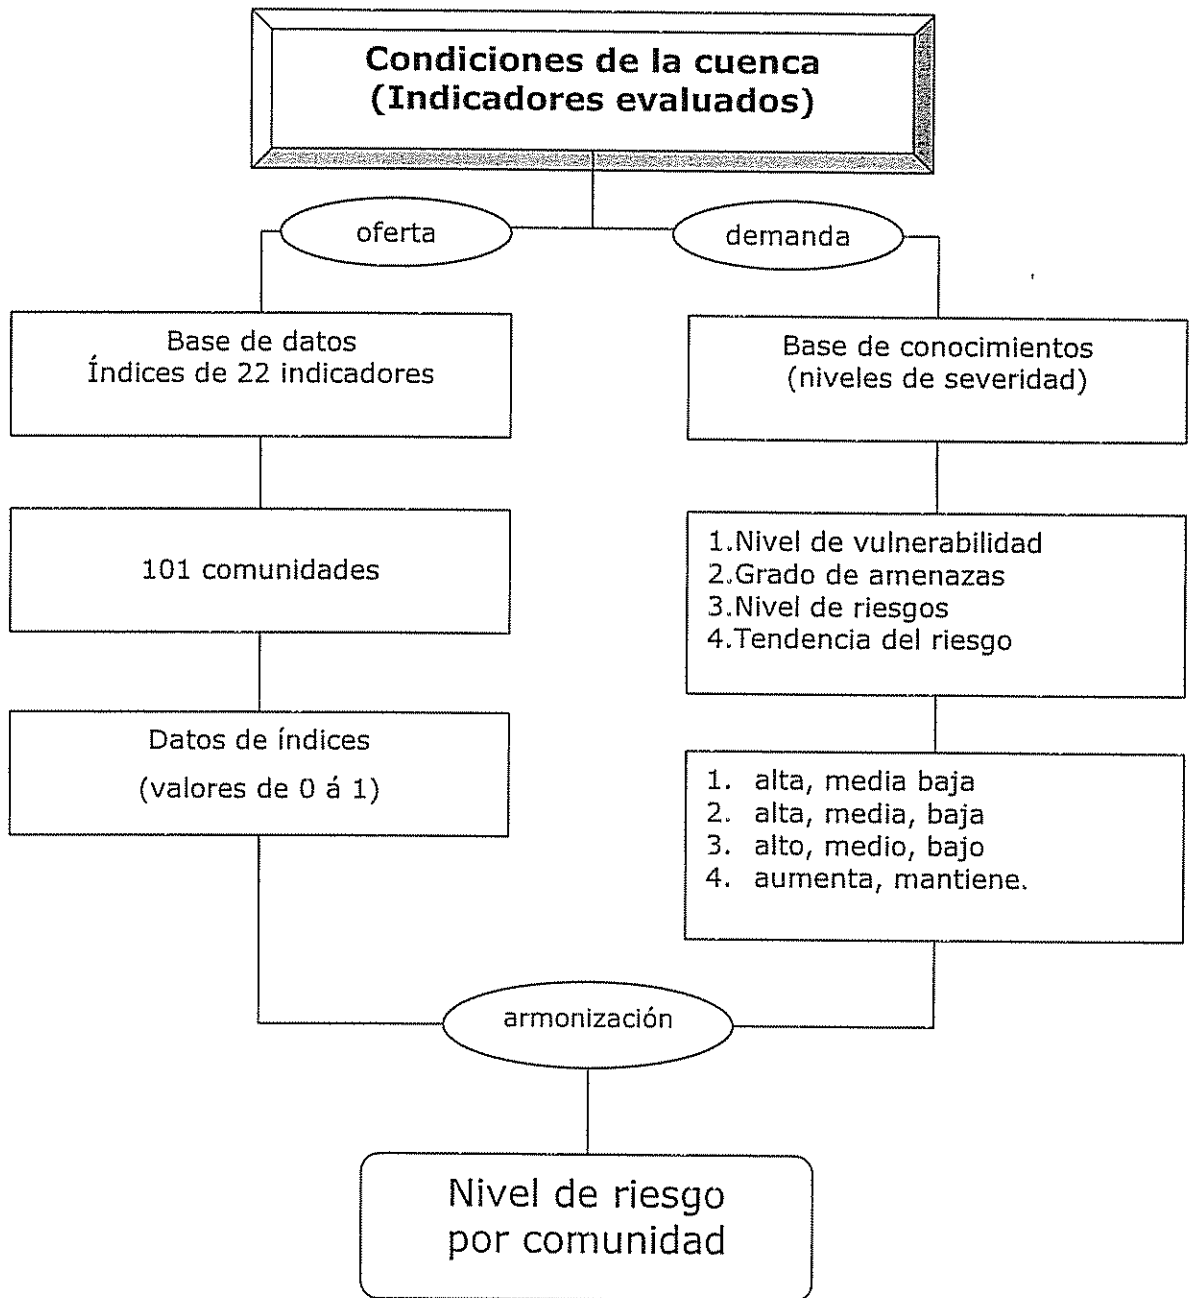 Condiciones de la cuenca
(Indicadores evaluados)
oferta
demanda
Base de datos
Índices de 22 indicadores
Base de conocimientos
(niveles de severidad)
101 comunidades
1.Nivel de vulnerabilidad
2.Grado de amenazas
3.Nivel de riesgos
4.Tendencia del riesgo
Datos de índices
(valores de 0 á 1)
1. alta, media baja
2. alta, media, baja
3. alto, medio, bajo
4. aumenta, mantiene.
armonización
Nivel de riesgo
por comunidad